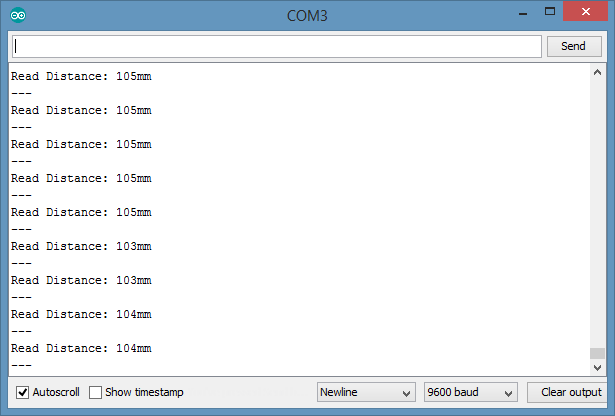 COM3
Send
Read Distance: 105mm
---
Read Distance: 105mm
---
Read Distance: 105mm
---
Read Distance: 105mm
---
Read Distance: 105mm
---
Read Distance: 103mm
---
Read Distance: 103mm
---
Read Distance: 104mm
---
Read Distance: 104mm
---
Autoscroll Show timestamp Newline 9600 baud Clear output